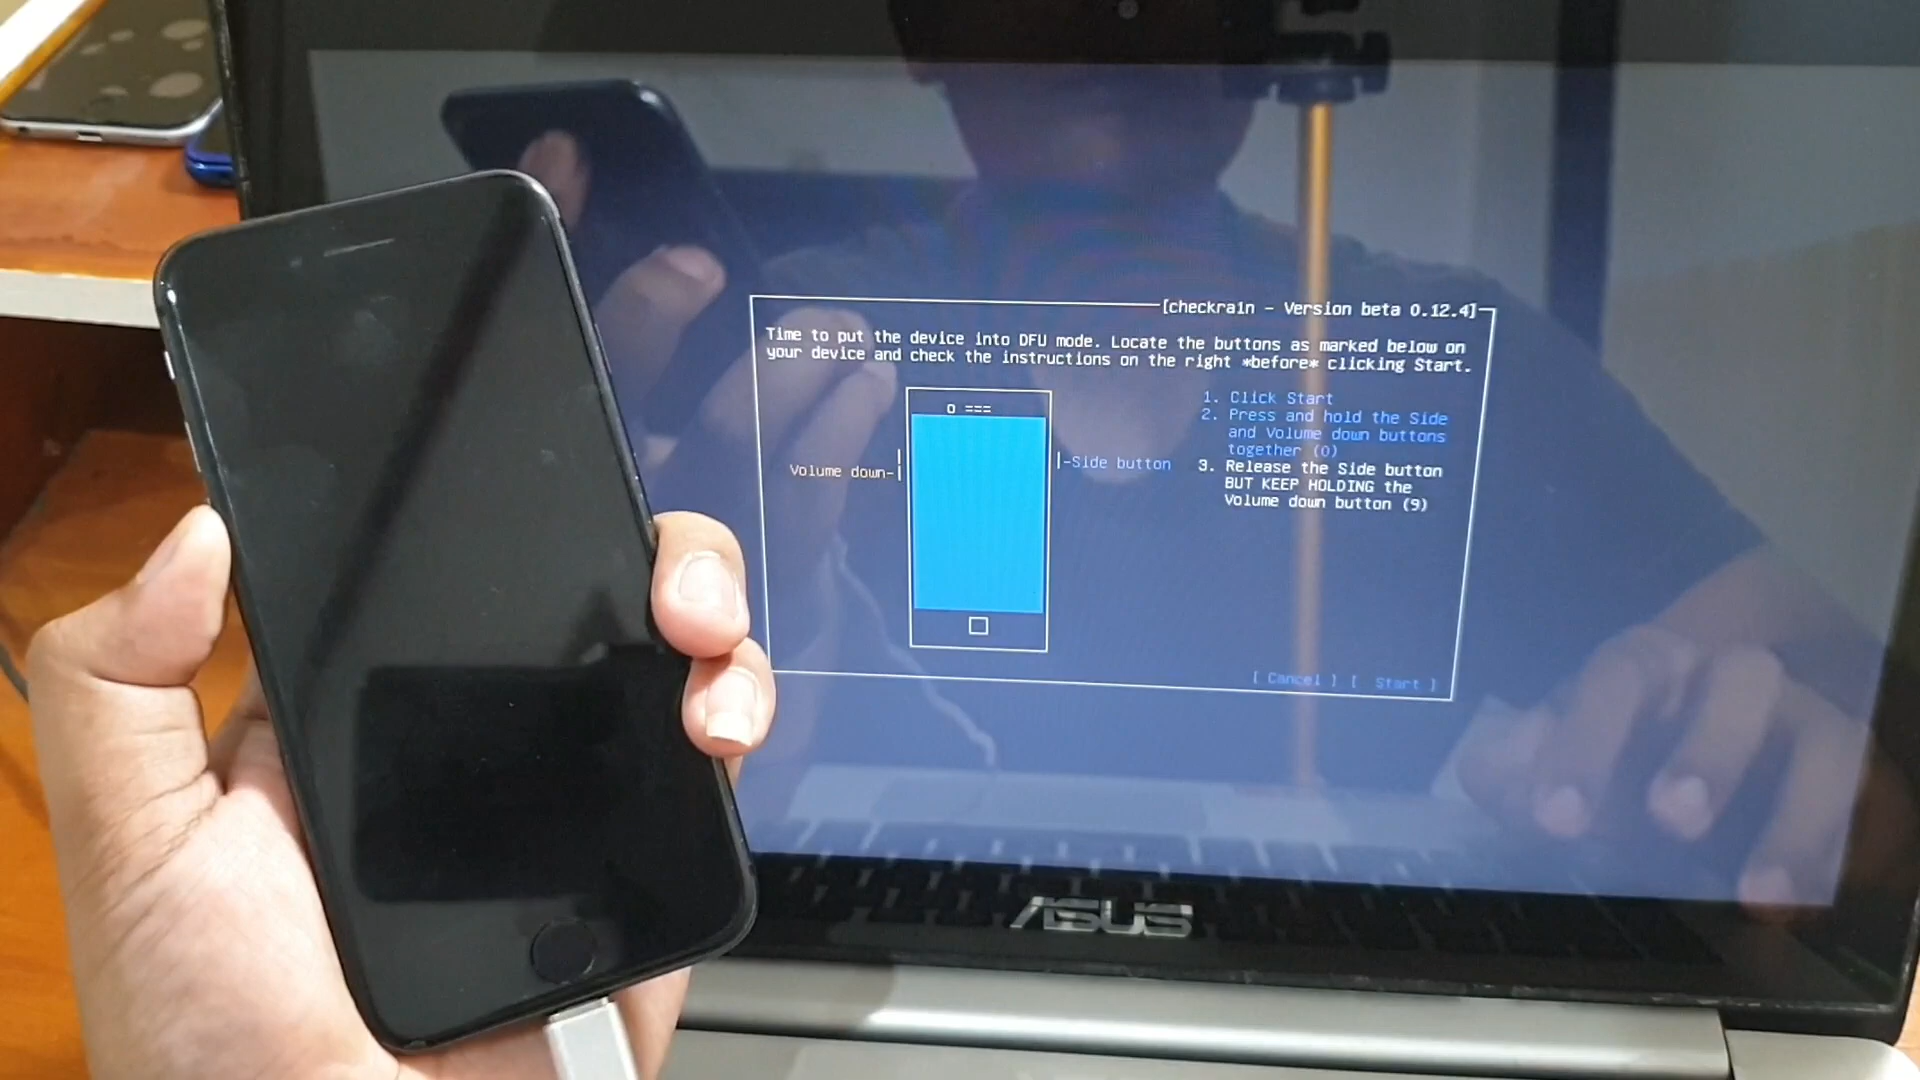 [checkra1n - Version beta 0.12.4]
Time to put the device into DFU mode. Locate the buttons as marked below on
your device and check the instructions on the right *before* clicking Start.
o ===
Volume down-
-Side button
1. Click Start
2. Press and hold the Side
and Volume down buttons
together (0)
3. Release the Side button
BUT KEEP HOLDING the
Volume down button (9)
[ Cancel ] [ Start ]
ASUS